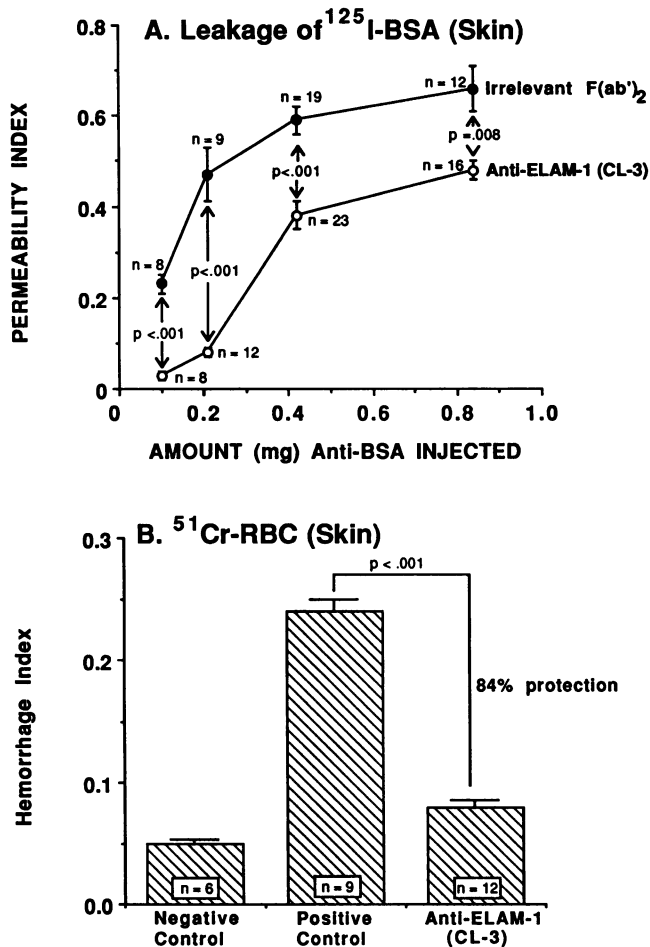 A. Leakage of 125I-BSA (Skin)
0.8
0.6
0.4
0.2
0
PERMEABILITY INDEX
n = 8
n = 9
n = 19
n = 12
Irrelevant F(ab')2
p <.001
p<.001
p<.001
p =.008
n = 8
n = 12
n = 23
n = 16
Anti-ELAM-1 (CL-3)
0 0.2 0.4 0.6 0.8 1.0
AMOUNT (mg) Anti-BSA INJECTED
B. 51Cr-RBC (Skin)
0.3
0.2
0.1
0.0
Hemorrhage Index
p < .001
84% protection
n = 6
n = 9
n = 12
Negative Control
Positive Control
Anti-ELAM-1 (CL-3)